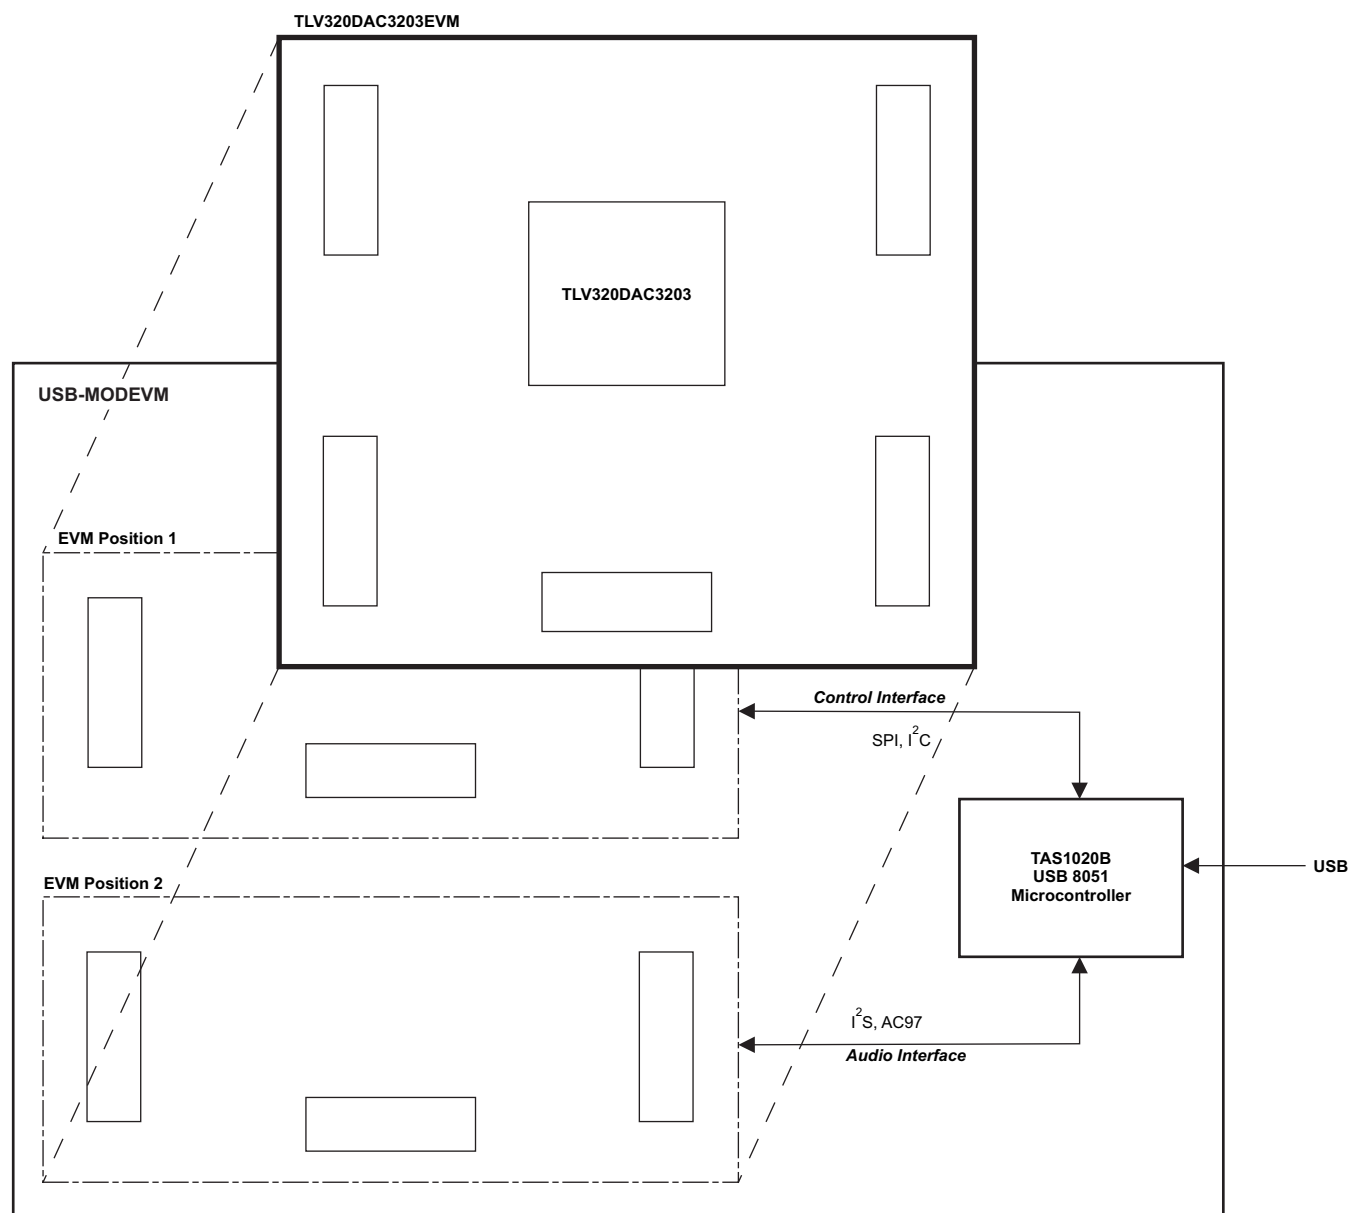 TLV320DAC3203EVM
TLV320DAC3203
USB-MODEVM
EVM Position 1
Control Interface
SPI, I²C
TAS1020B
USB 8051
Microcontroller
USB
EVM Position 2
I²S, AC97
Audio Interface